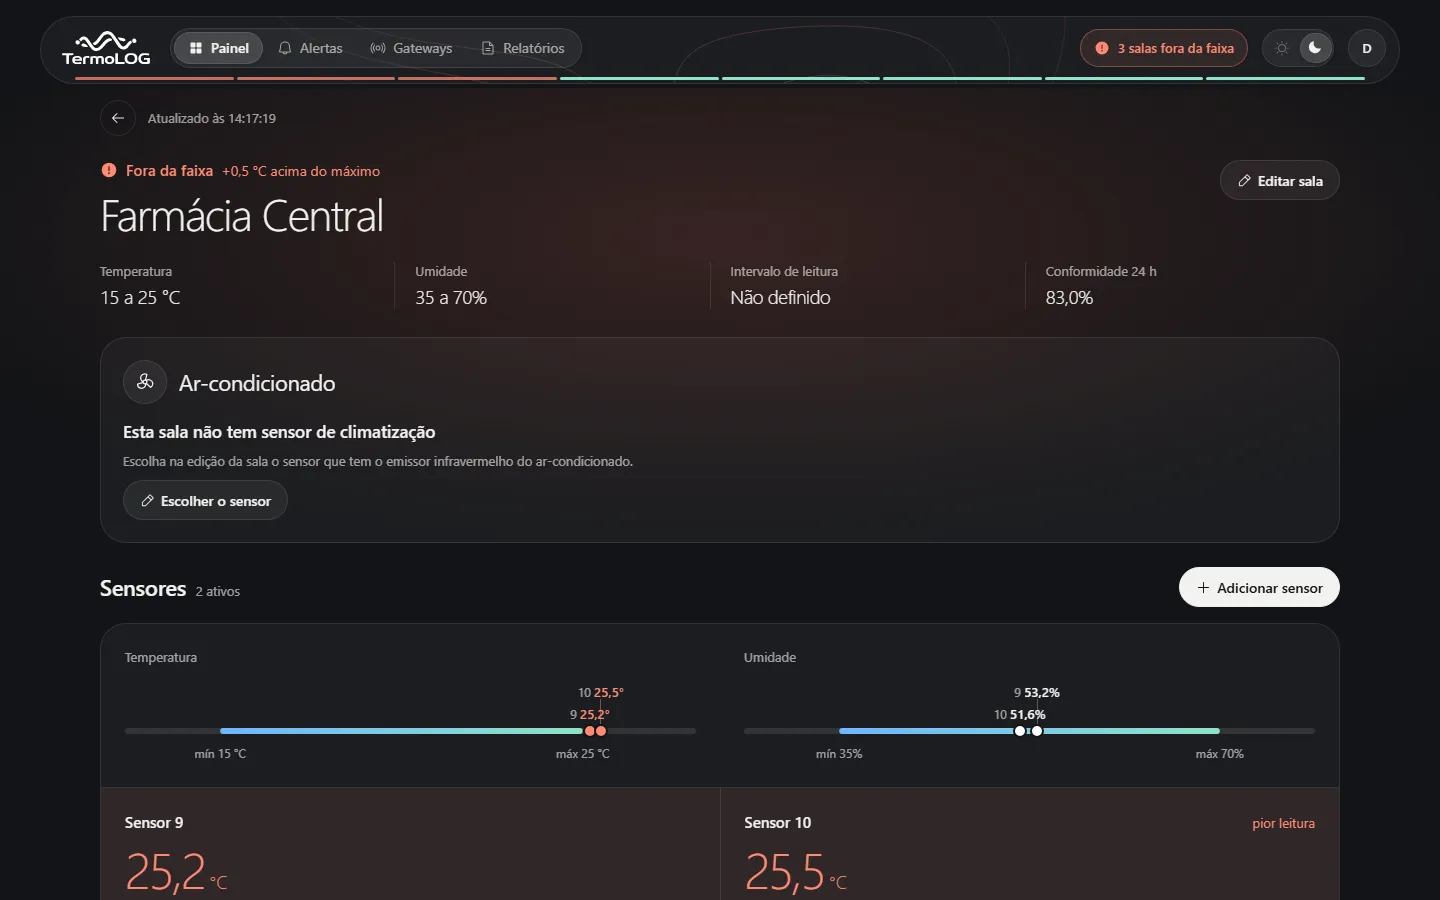 TermoLOG
Painel
Alertas
Gateways
Relatórios
3 salas fora da faixa
D
Atualizado às 14:17:19
Fora da faixa +0,5 °C acima do máximo
Editar sala
Farmácia Central
Temperatura
15 a 25 °C
Umidade
35 a 70%
Intervalo de leitura
Não definido
Conformidade 24 h
83,0%
Ar-condicionado
Esta sala não tem sensor de climatização
Escolha na edição da sala o sensor que tem o emissor infravermelho do ar-condicionado.
Escolher o sensor
Sensores 2 ativos
Adicionar sensor
Temperatura
10 25,5°
9 25,2°
mín 15 °C
máx 25 °C
Umidade
9 53,2%
10 51,6%
mín 35%
máx 70%
Sensor 9
25,2 °C
Sensor 10
pior leitura
25,5 °C